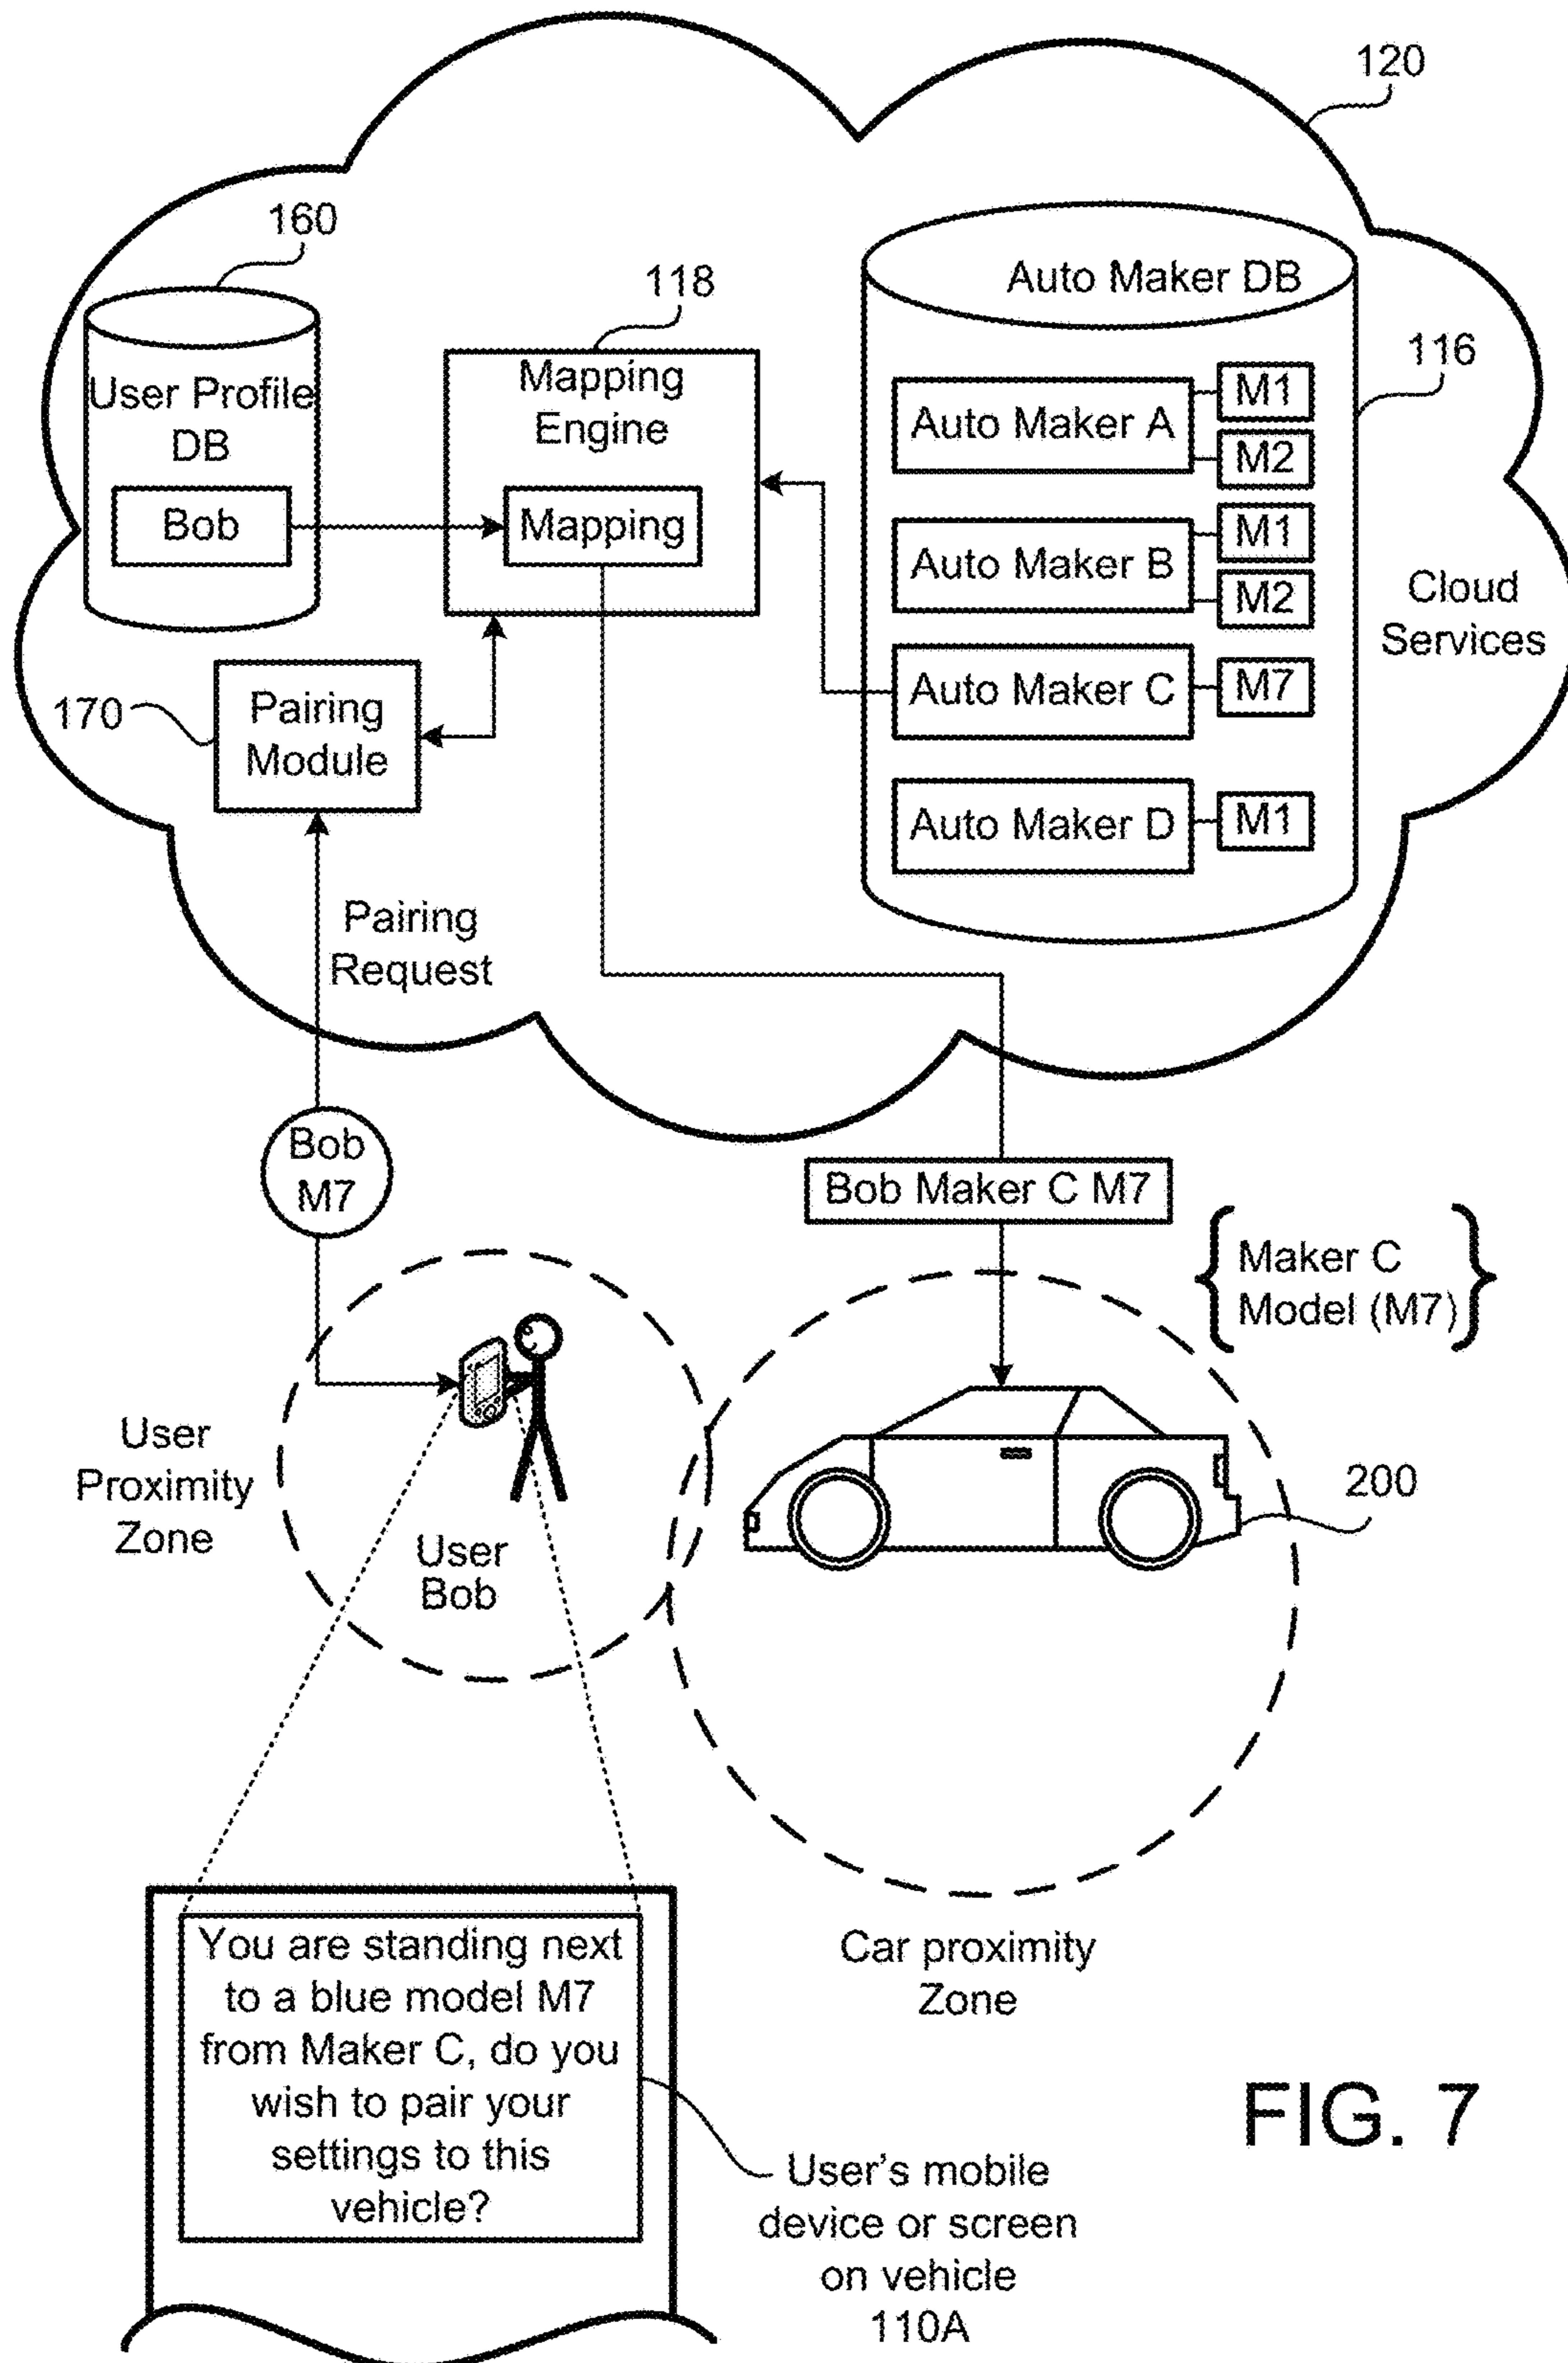 120
160
118
Auto Maker DB
116
User Profile
DB
Bob
Mapping
Engine
Mapping
Auto Maker A
M1
M2
Auto Maker B
M1
M2
Auto Maker C
M7
Auto Maker D
M1
Cloud
Services
170
Pairing
Module
Pairing
Request
Bob
M7
Bob Maker C M7
Maker C
Model (M7)
User
Proximity
Zone
User
Bob
200
Car proximity
Zone
You are standing next
to a blue model M7
from Maker C, do you
wish to pair your
settings to this
vehicle?
User's mobile
device or screen
on vehicle
110A
FIG. 7